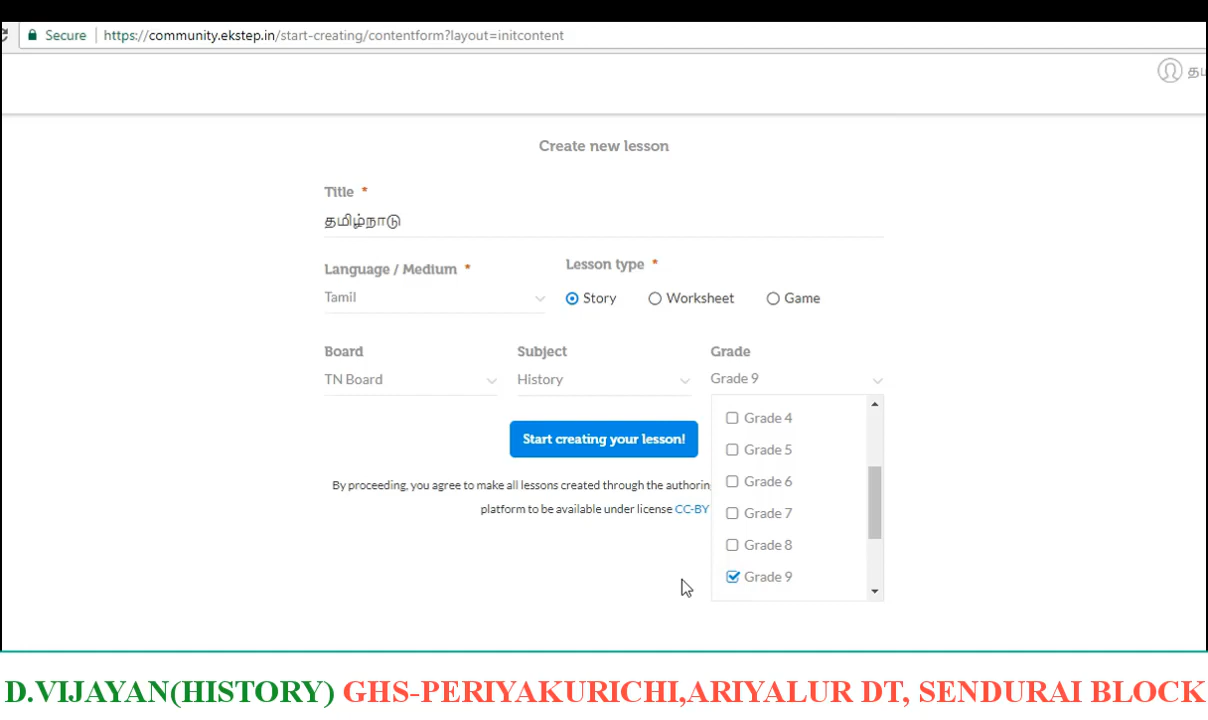 Secure | https://community.ekstep.in/start-creating/contentform?layout=initcontent
Create new lesson
Title *
தமிழ்நாடு
Language / Medium *
Lesson type *
Tamil
Story Worksheet Game
Board Subject Grade
TN Board History Grade 9
Grade 4
Start creating your lesson!
Grade 5
Grade 6
By proceeding, you agree to make all lessons created through the authorin
platform to be available under license CC-BY
Grade 7
Grade 8
Grade 9
D.VIJAYAN(HISTORY) GHS-PERIYAKURICHI,ARIYALUR DT, SENDURAI BLOCK